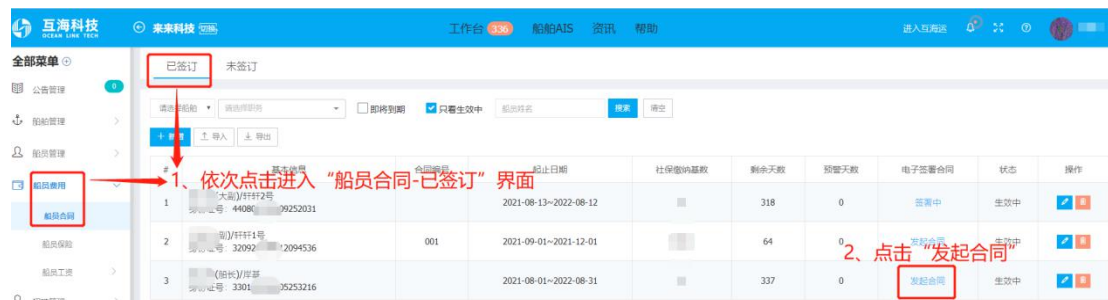 互海科技
OCEAN LINK TECH
来来科技 切换
工作台 336 船舶AIS 资讯 帮助
进入互海通
全部菜单
已签订 未签订
公告管理 0
船舶管理
船员管理
船员费用
船员合同
船员保险
船员工资
请选择船舶 请选择职务 即将到期 只看生效中 船员姓名 搜索 清空
导入 导出
1、依次点击进入“船员合同-已签订”界面
# 基本信息 合同编号 起止日期 社保缴纳基数 剩余天数 预警天数 电子签署合同 状态 操作
1 (大副)/轩轩2号 2021-08-13~2022-08-12 318 0 签署中 生效中
号: 44080 09252031
2 副)/轩轩1号 001 2021-09-01~2021-12-01 64 0 发起合同 生效中
号: 32092 2094536
2、点击“发起合同”
3 (船长)/岸基 2021-08-01~2022-08-31 337 0 发起合同 生效中
号: 3301 05253216